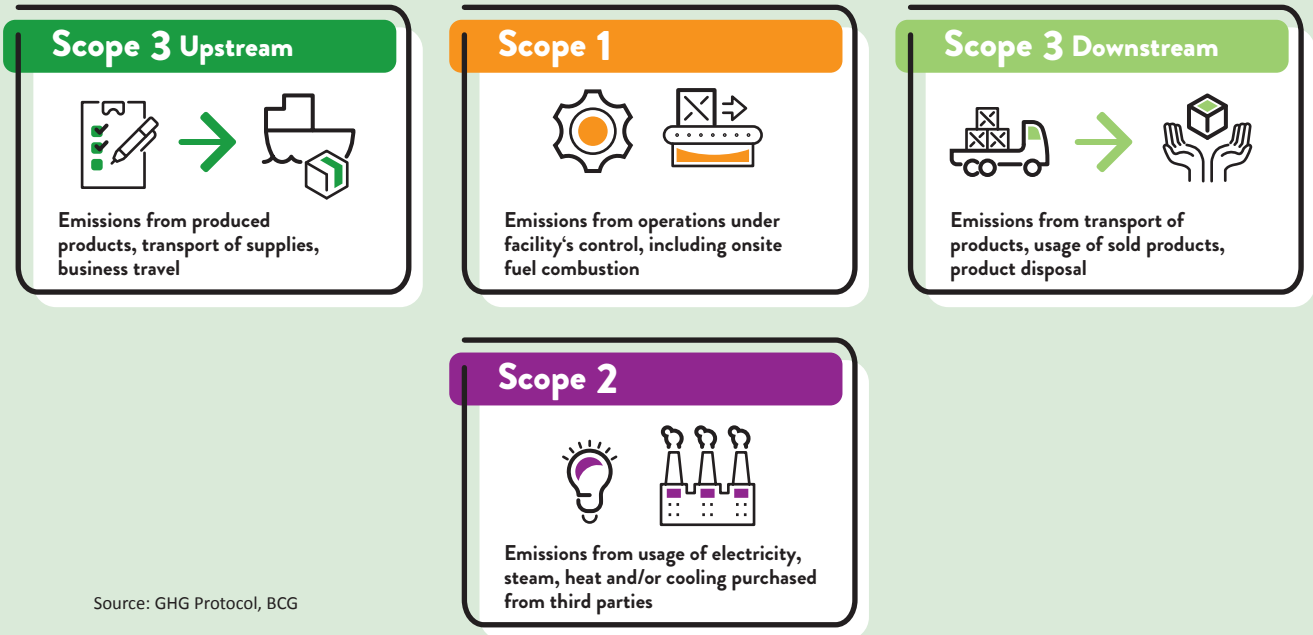 Scope 3 Upstream
Emissions from produced
products, transport of supplies,
business travel
Scope 1
Emissions from operations under
facility‘s control, including onsite
fuel combustion
Scope 3 Downstream
Emissions from transport of
products, usage of sold products,
product disposal
Scope 2
Emissions from usage of electricity,
steam, heat and/or cooling purchased
from third parties
Source: GHG Protocol, BCG